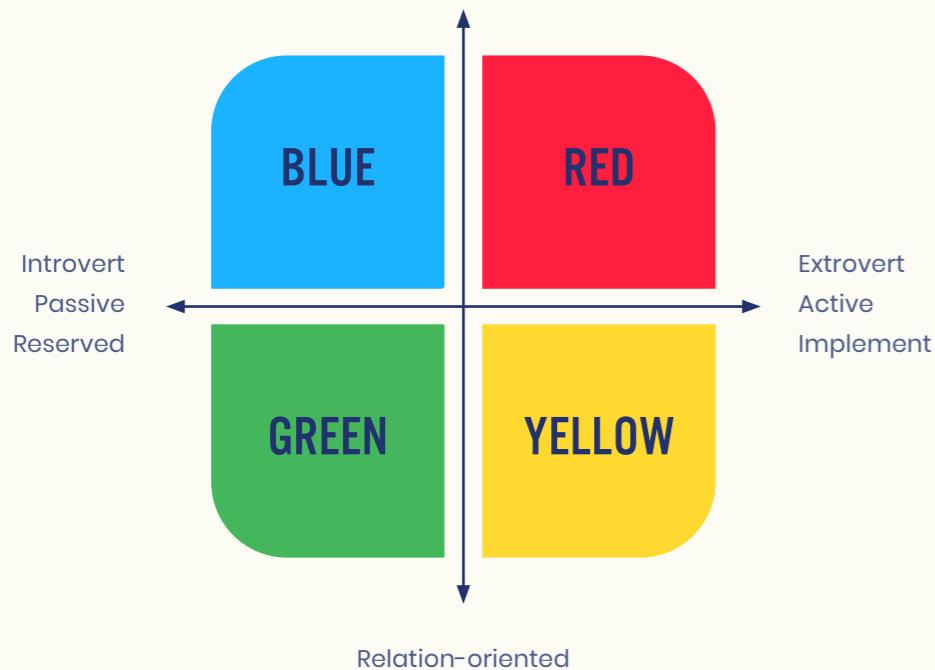 BLUE
RED
Introvert
Passive
Reserved
Extrovert
Active
Implement
GREEN
YELLOW
Relation-oriented